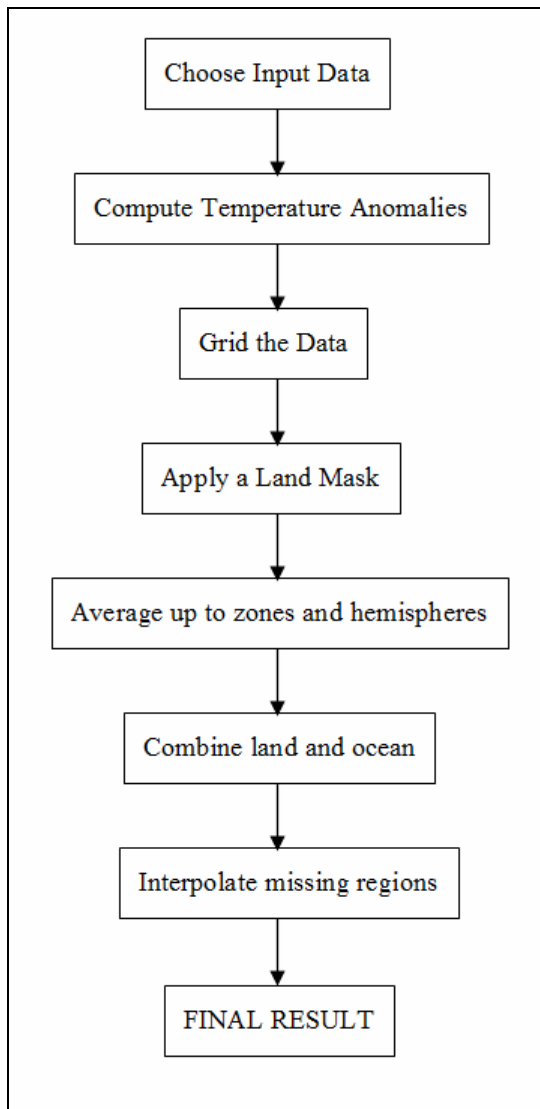 Choose Input Data
Compute Temperature Anomalies
Grid the Data
Apply a Land Mask
Average up to zones and hemispheres
Combine land and ocean
Interpolate missing regions
FINAL RESULT